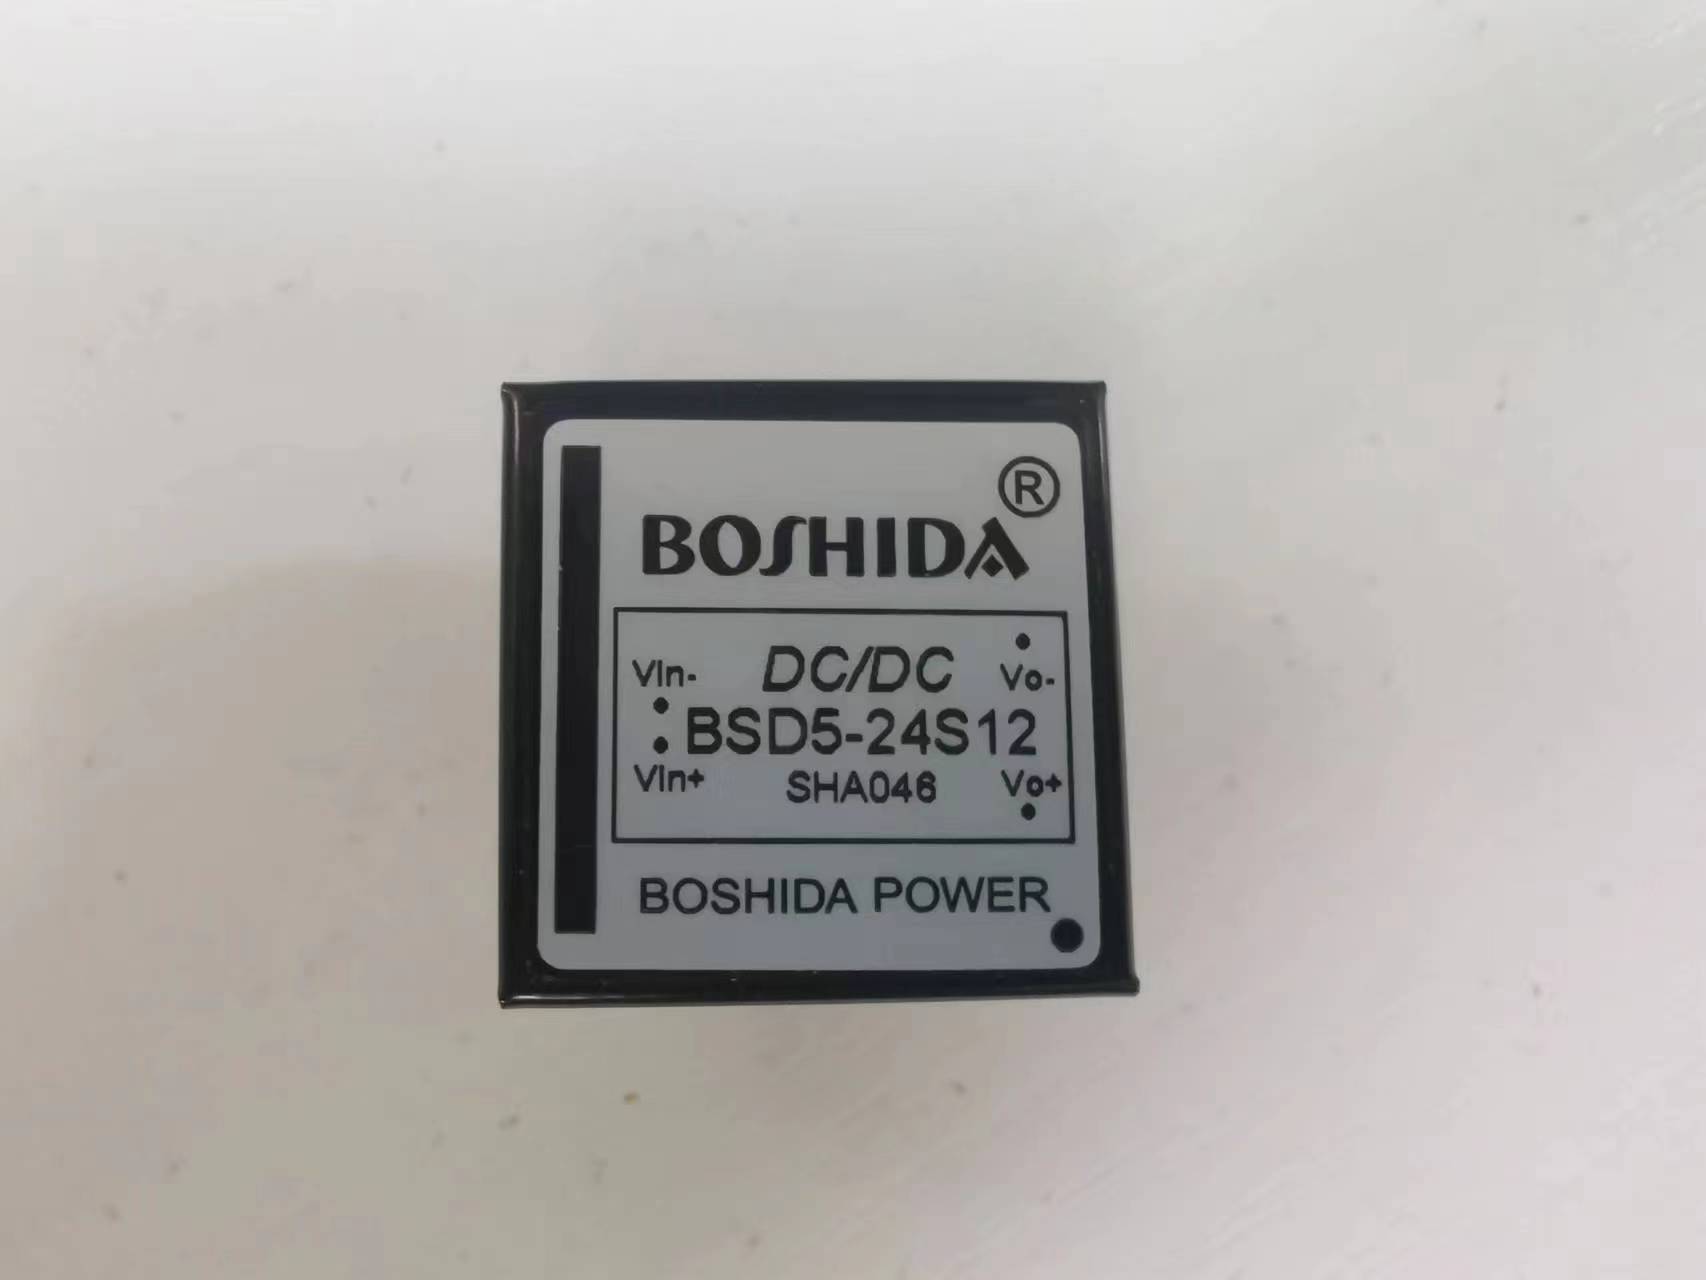 ®
BOSHIDA
DC/DC
Vin- Vo-
BSD5-24S12
Vin+ SHA046 Vo+
BOSHIDA POWER